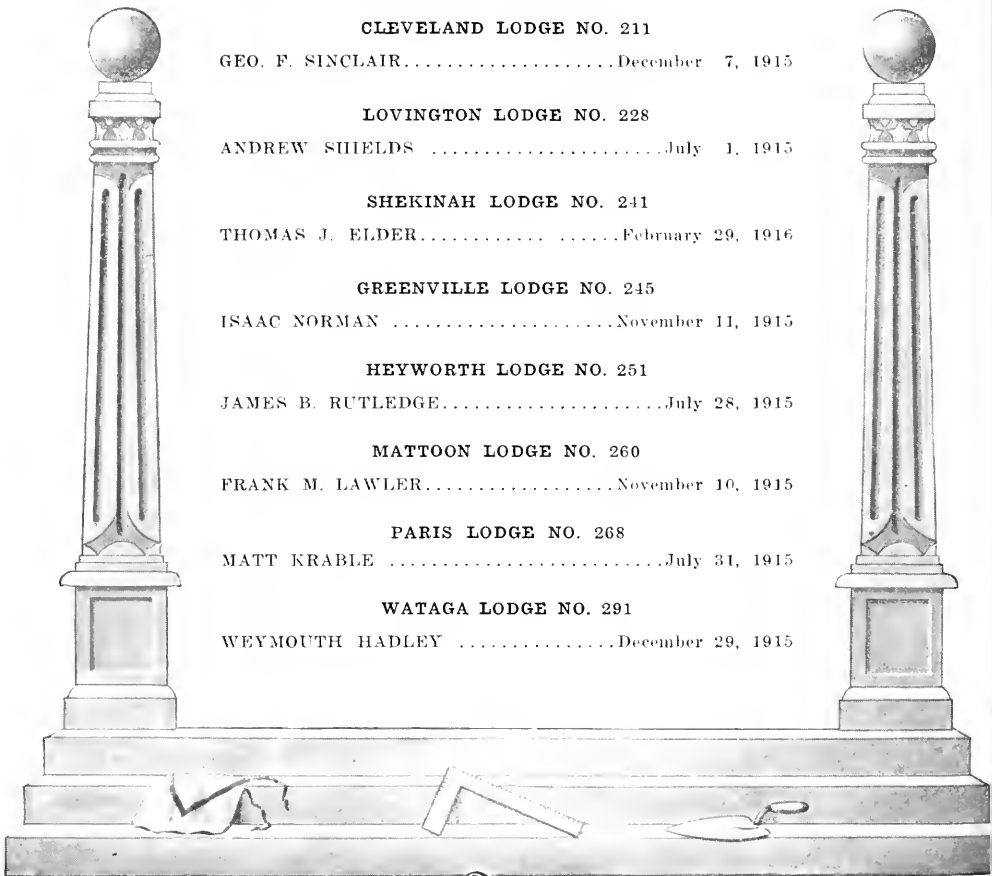 CLEVELAND LODGE NO. 211
GEO. F. SINCLAIR....................December 7, 1915
LOVINGTON LODGE NO. 228
ANDREW SHIELDS ......................July 1, 1915
SHEKINAH LODGE NO. 241
THOMAS J. ELDER............ ......February 29, 1916
GREENVILLE LODGE NO. 245
ISAAC NORMAN .....................November 11, 1915
HEYWORTH LODGE NO. 251
JAMES B. RUTLEDGE.....................July 28, 1915
MATTOON LODGE NO. 260
FRANK M. LAWLER..................November 10, 1915
PARIS LODGE NO. 268
MATT KRABLE ..........................July 31, 1915
WATAGA LODGE NO. 291
WEYMOUTH HADLEY ...............December 29, 1915